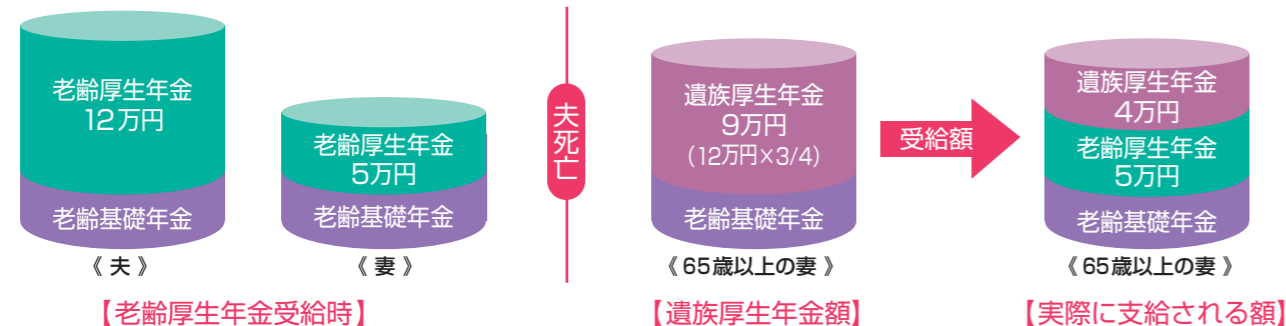 老齢厚生年金
12万円
老齢基礎年金
《 夫 》
老齢厚生年金
5万円
老齢基礎年金
《 妻 》
【老齢厚生年金受給時】
夫死亡
遺族厚生年金
9万円
(12万円×3/4)
老齢基礎年金
《 65歳以上の妻 》
【遺族厚生年金額】
受給額
遺族厚生年金
4万円
老齢厚生年金
5万円
老齢基礎年金
《 65歳以上の妻 》
【実際に支給される額】